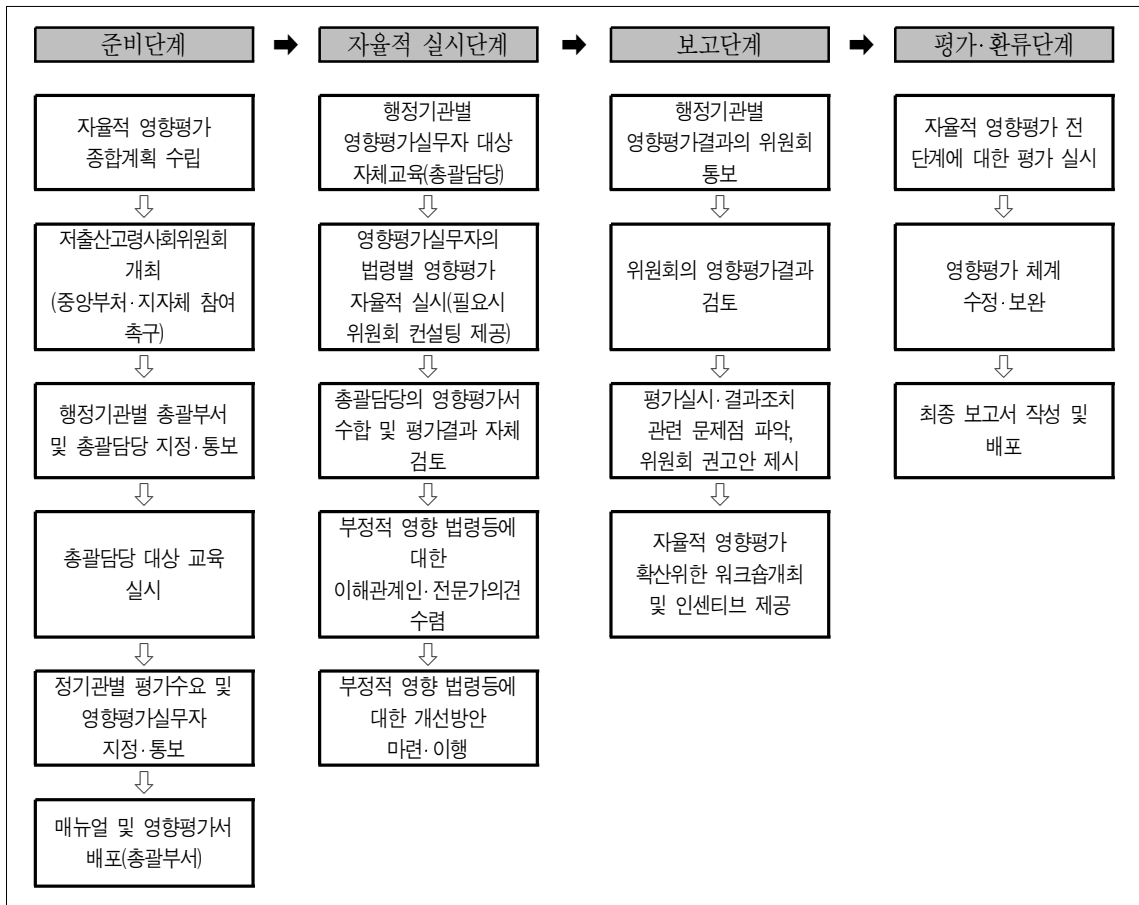 준비단계
자율적 영향평가
종합계획 수립
저출산고령사회위원회
개최
(중앙부처·지자체 참여
촉구)
행정기관별 총괄부서
및 총괄담당 지정·통보
총괄담당 대상 교육
실시
정기관별 평가수요 및
영향평가실무자
지정·통보
매뉴얼 및 영향평가서
배포(총괄부서)
자율적 실시단계
행정기관별
영향평가실무자 대상
자체교육(총괄담당)
영향평가실무자의
법령별 영향평가
자율적 실시(필요시
위원회 컨설팅 제공)
총괄담당의 영향평가서
수합 및 평가결과 자체
검토
부정적 영향 법령등에
대한
이해관계인·전문가의견
수렴
부정적 영향 법령등에
대한 개선방안
마련·이행
보고단계
행정기관별
영향평가결과의 위원회
통보
위원회의 영향평가결과
검토
평가실시·결과조치
관련 문제점 파악,
위원회 권고안 제시
자율적 영향평가
확산위한 워크숍개최
및 인센티브 제공
평가·환류단계
자율적 영향평가 전
단계에 대한 평가 실시
영향평가 체계
수정·보완
최종 보고서 작성 및
배포